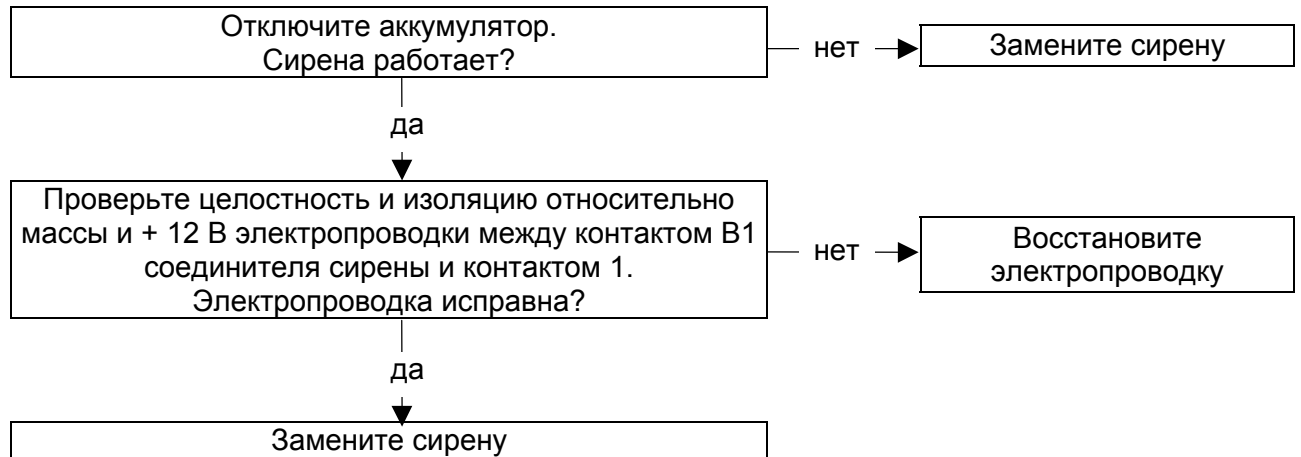 Отключите аккумулятор.
Сирена работает?
нет
Замените сирену
да
Проверьте целостность и изоляцию относительно
массы и + 12 В электропроводки между контактом В1
соединителя сирены и контактом 1.
Электропроводка исправна?
нет
Восстановите
электропроводку
да
Замените сирену